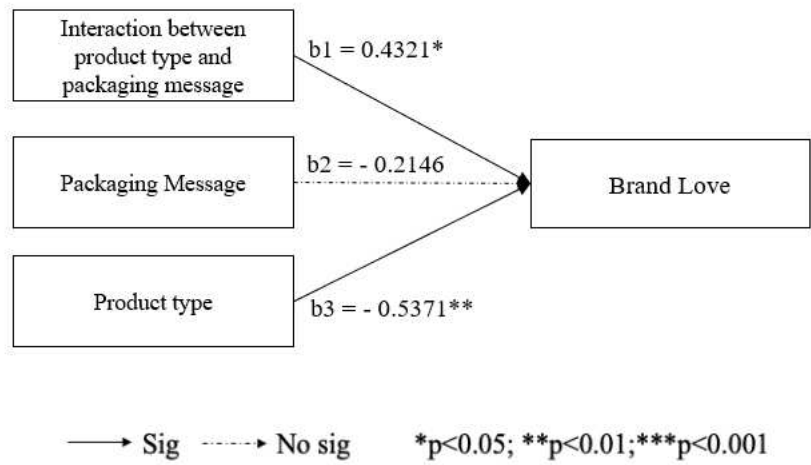 Interaction between
product type and
packaging message
b1 = 0.4321*
Packaging Message
b2 = - 0.2146
Brand Love
Product type
b3 = - 0.5371**
Sig
No sig
*p<0.05; **p<0.01;***p<0.001